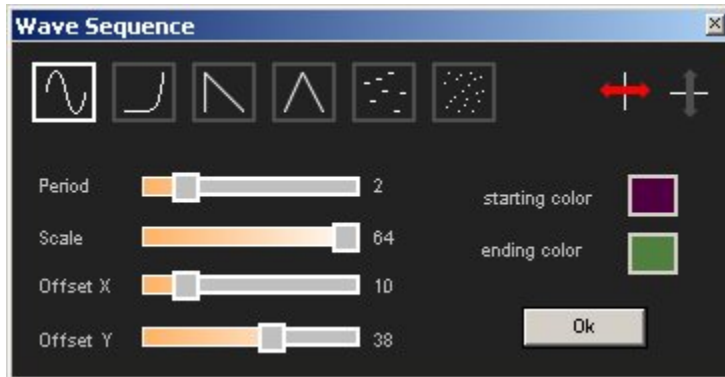 Wave Sequence
Period 2
starting color
Scale 64
ending color
Offset X 10
Ok
Offset Y 38